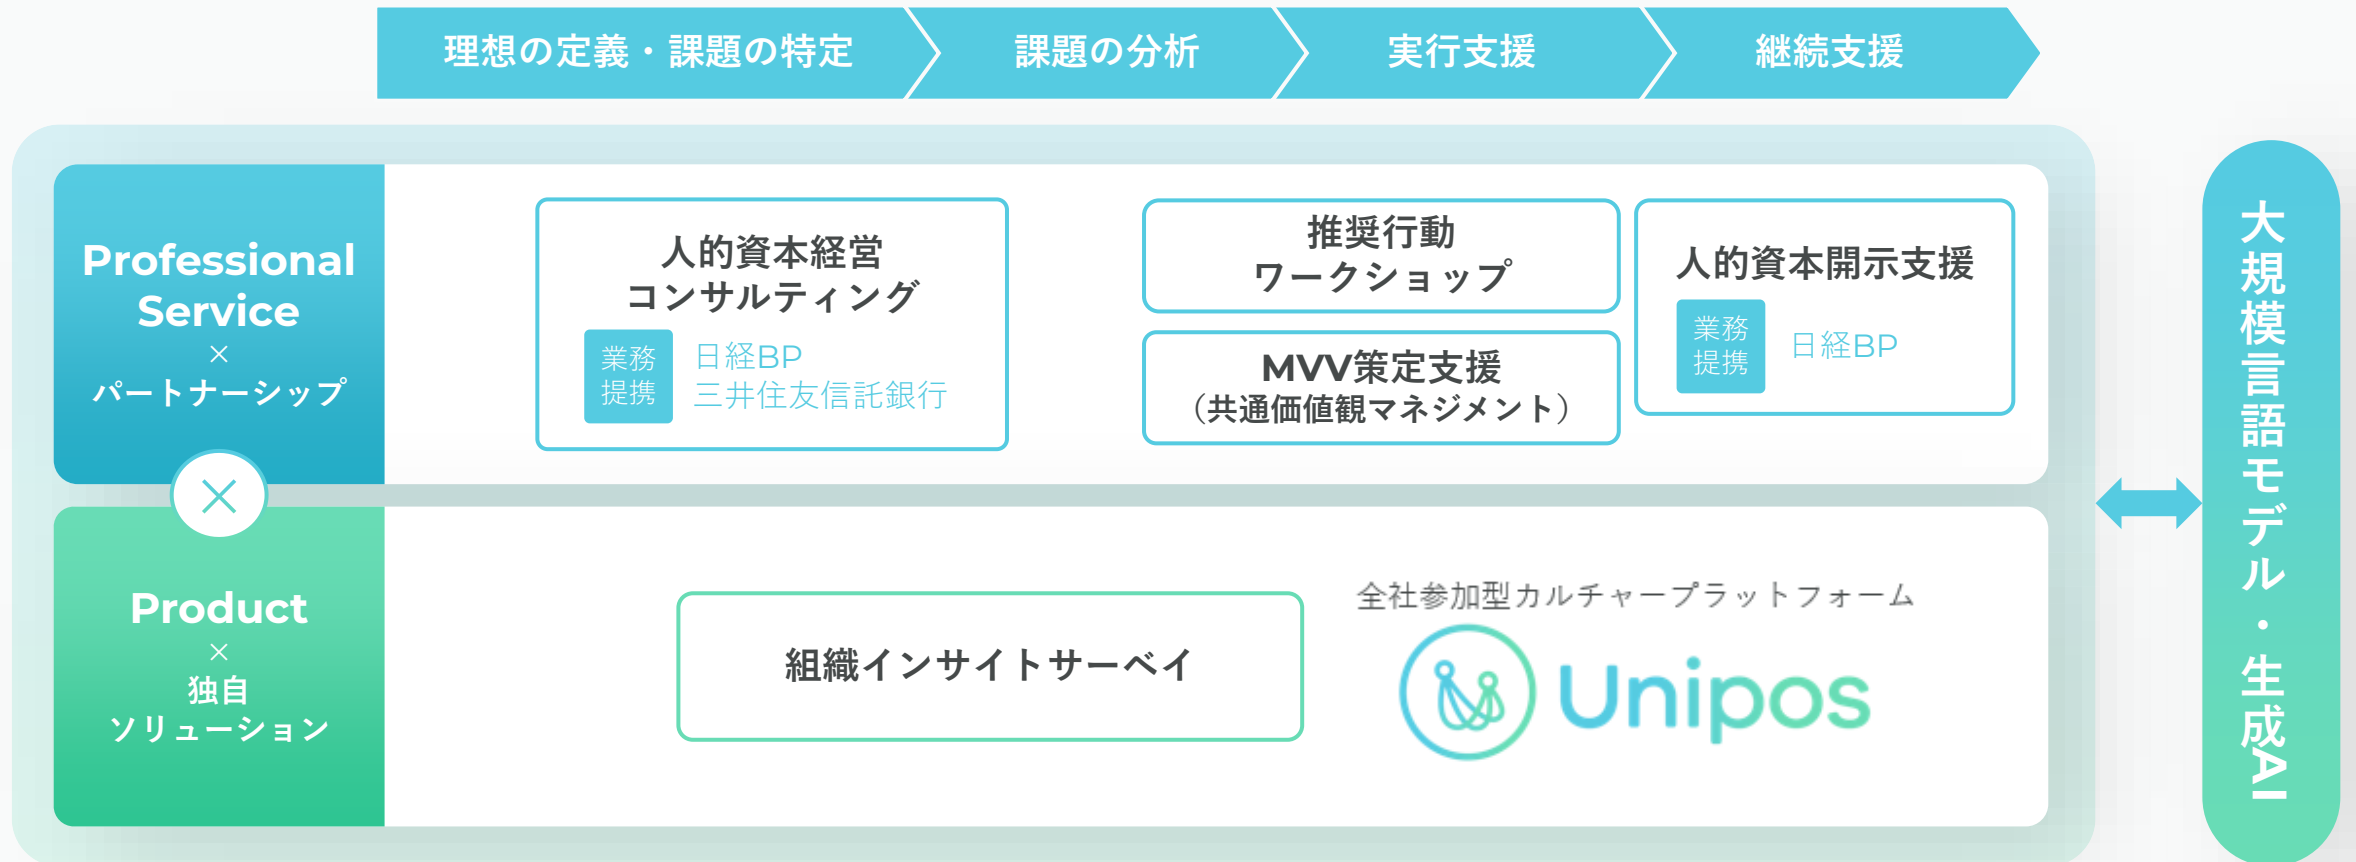 理想の定義・課題の特定
課題の分析
実行支援
継続支援
Professional
Service
×
パートナーシップ
人的資本経営
コンサルティング
業務
提携
日経BP
三井住友信託銀行
推奨行動
ワークショップ
MVV策定支援
（共通価値観マネジメント）
人的資本開示支援
業務
提携
日経BP
×
Product
×
独自
ソリューション
組織インサイトサーベイ
全社参加型カルチャープラットフォーム
Unipos
大規模言語モデル・生成AI